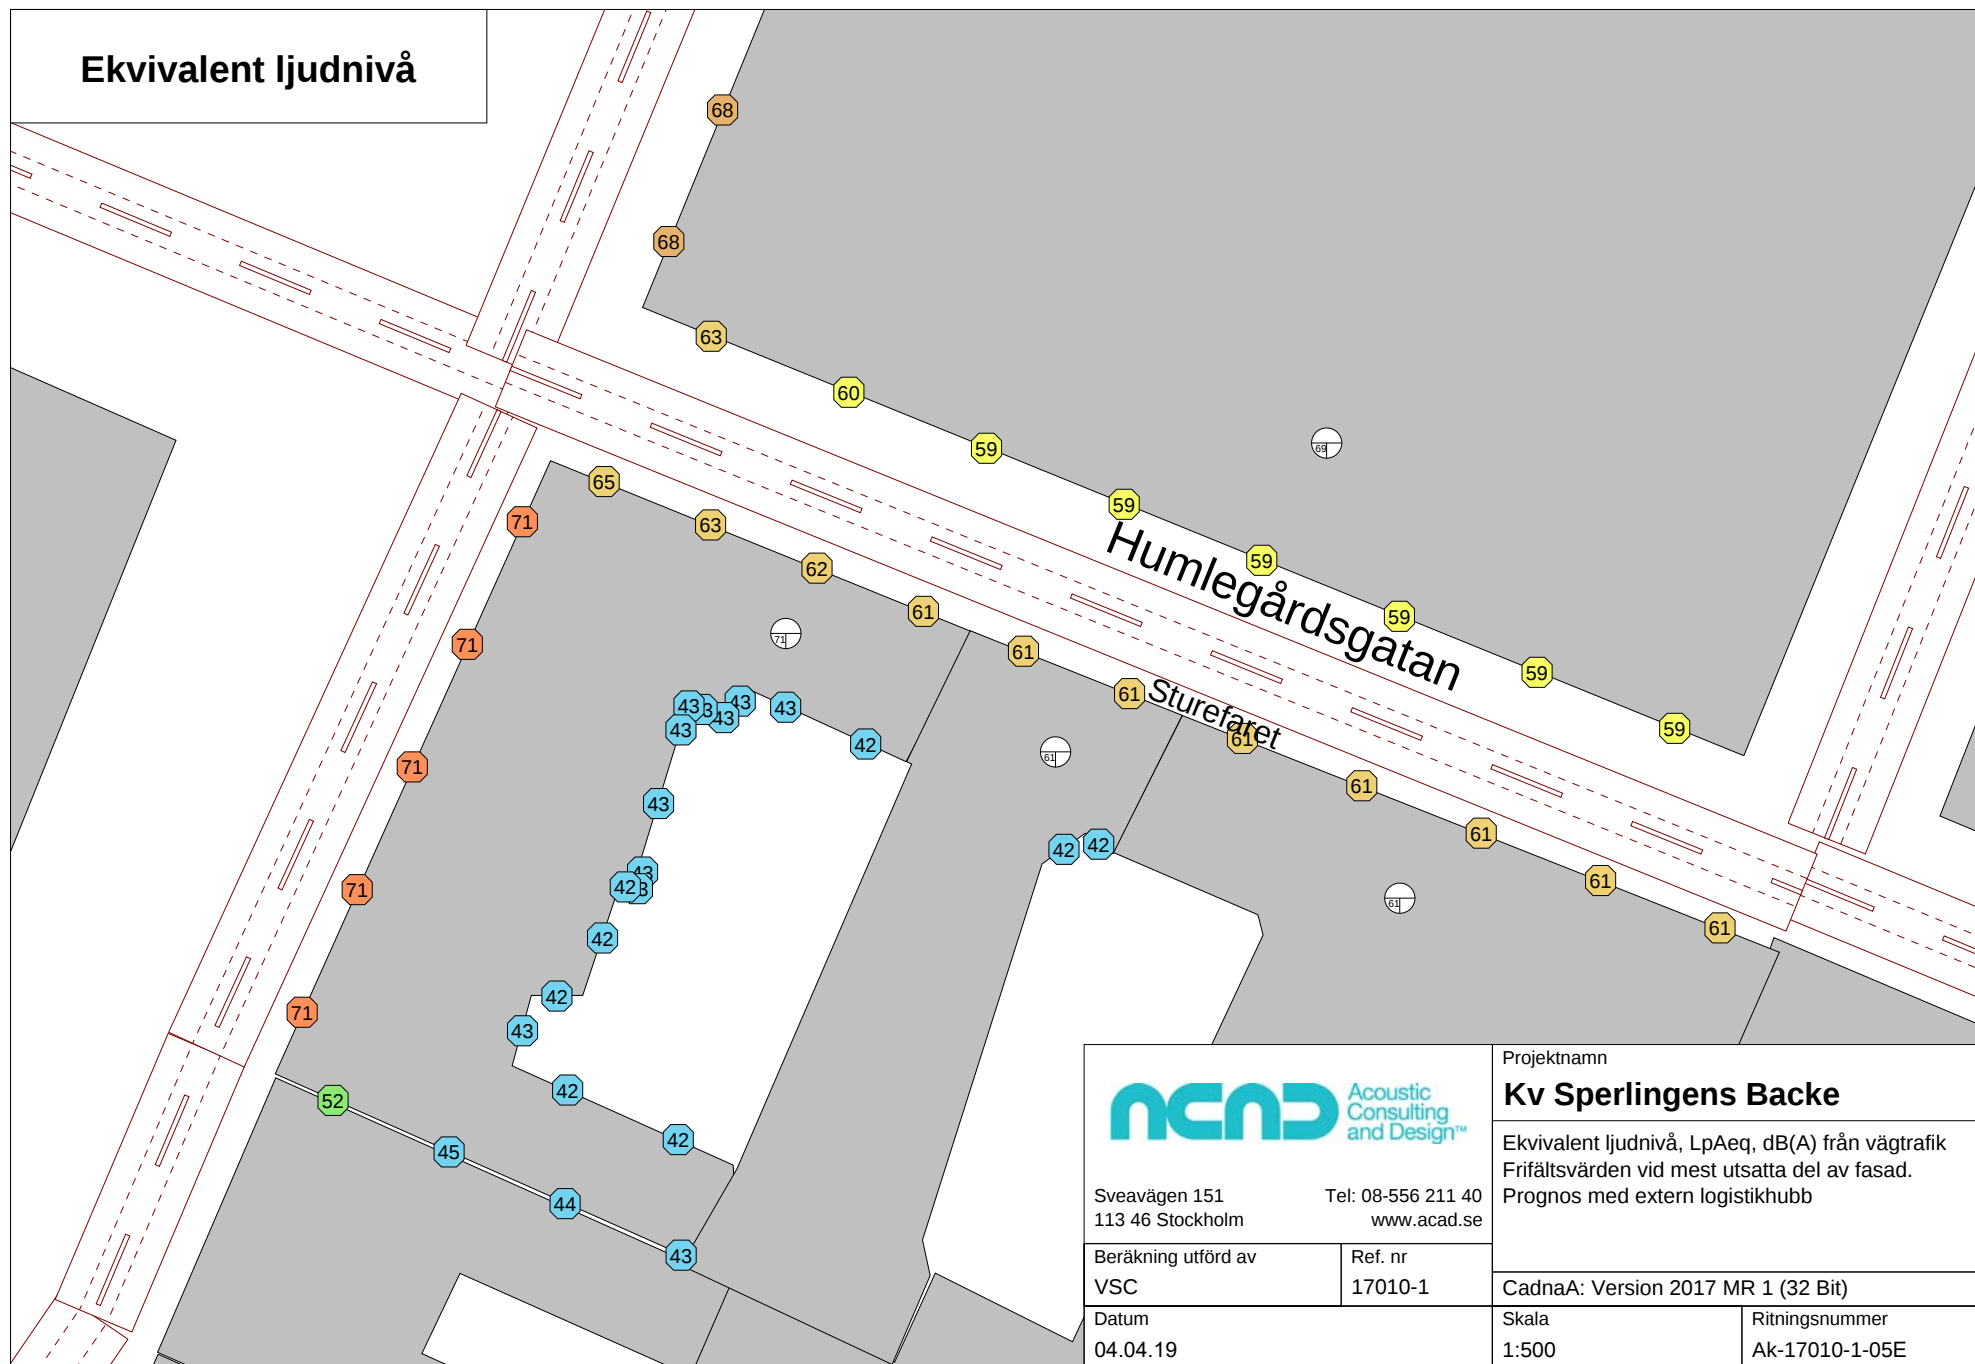 Ekvivalent ljudnivå
68
68
63
60
59
59
59
59
59
59
69
65
63
62
61
61
61
61
61
61
61
61
Humlegårdsgatan
Sturefaret
71
71
71
71
71
71
61
61
43
43
43
43
43
42
43
43
42
42
42
43
42
42
42
42
52
45
44
43
Acoustic
Consulting
and Design™
Sveavägen 151
113 46 Stockholm
Tel: 08-556 211 40
www.acad.se
Beräkning utförd av
VSC
Ref. nr
17010-1
Datum
04.04.19
Projektnamn
Kv Sperlingens Backe
Ekvivalent ljudnivå, LpAeq, dB(A) från vägtrafik
Frifältsvärden vid mest utsatta del av fasad.
Prognos med extern logistikhubb
CadnaA: Version 2017 MR 1 (32 Bit)
Skala
1:500
Ritningsnummer
Ak-17010-1-05E